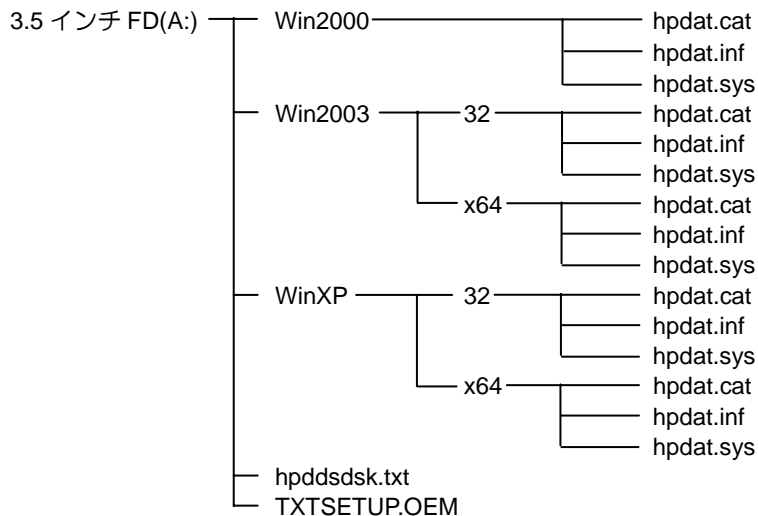 3.5 インチ FD(A:) Win2000 hpdat.cat
hpdat.inf
hpdat.sys
Win2003 32 hpdat.cat
hpdat.inf
hpdat.sys
x64 hpdat.cat
hpdat.inf
hpdat.sys
WinXP 32 hpdat.cat
hpdat.inf
hpdat.sys
x64 hpdat.cat
hpdat.inf
hpdat.sys
hpddsdsk.txt
TXTSETUP.OEM